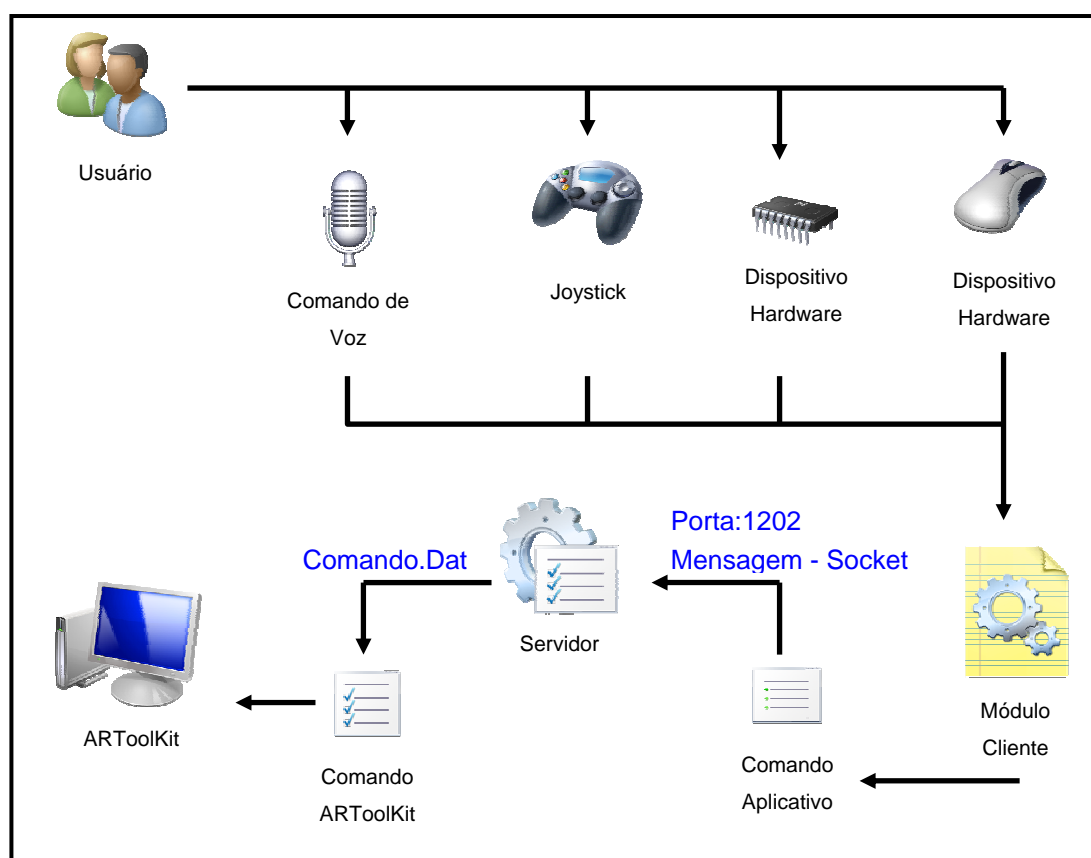 Usuário
Comando de
Voz
Joystick
Dispositivo
Hardware
Dispositivo
Hardware
Porta:1202
Mensagem - Socket
Comando.Dat
Servidor
ARToolKit
Comando
ARToolKit
Comando
Aplicativo
Módulo
Cliente